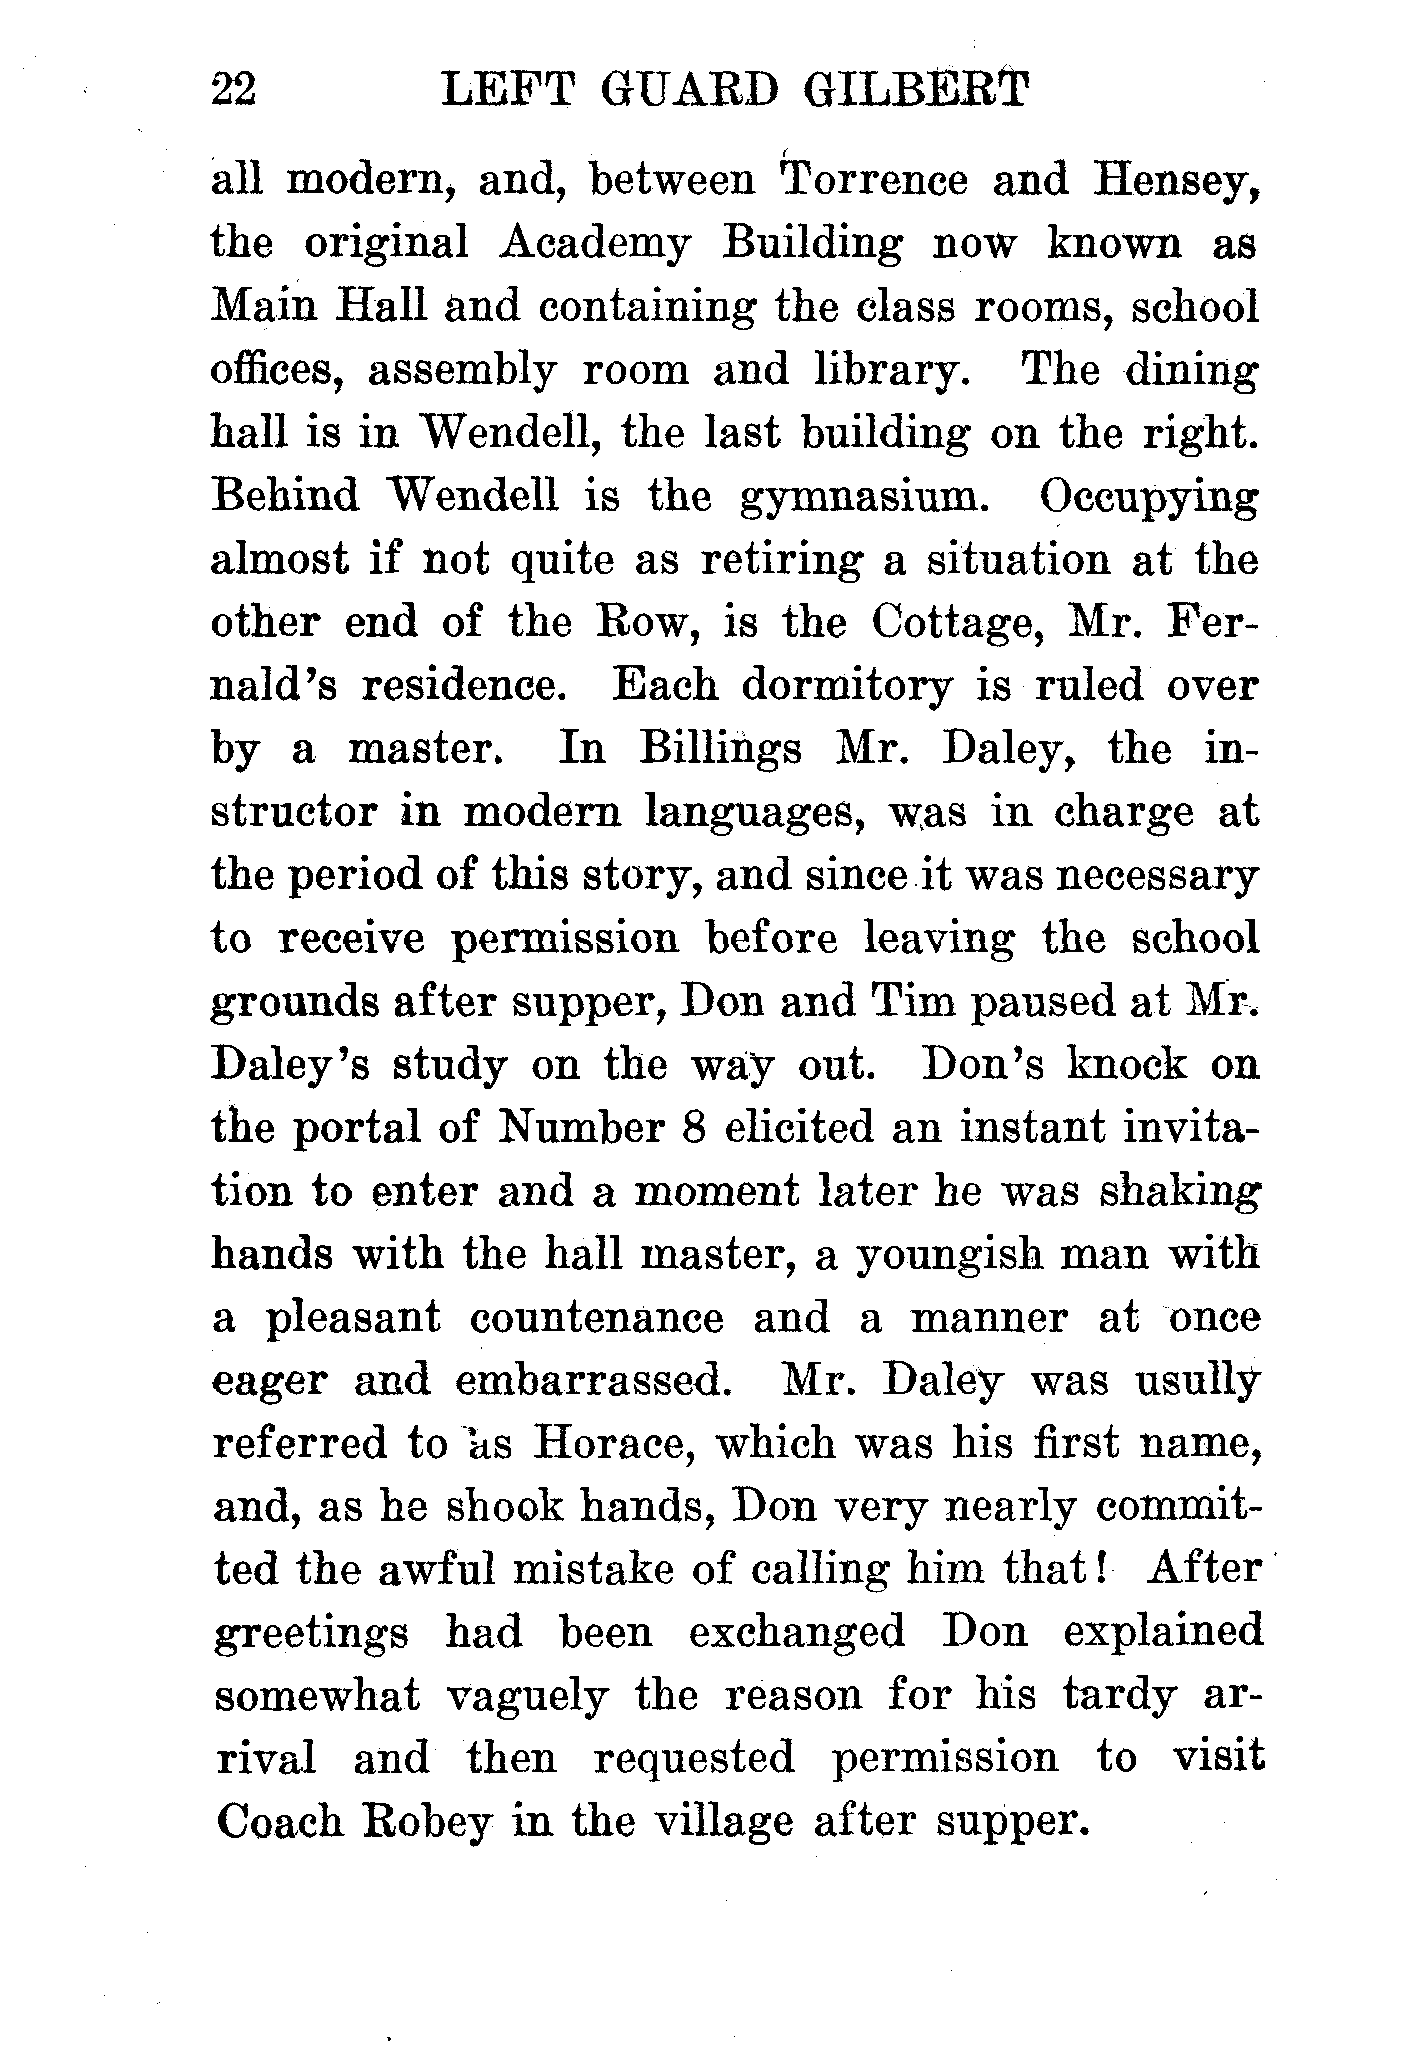 22 LEFT GUARD GILBERT
all modern, and, between Torrence and Hensey,
the original Academy Building now known as
Main Hall and containing the class rooms, school
offices, assembly room and library. The dining
hall is in Wendell, the last building on the right.
Behind Wendell is the gymnasium. Occupying
almost if not quite as retiring a situation at the
other end of the Row, is the Cottage, Mr. Fer-
nald's residence. Each dormitory is ruled over
by a master. In Billings Mr. Daley, the in-
structor in modern languages, was in charge at
the period of this story, and since it was necessary
to receive permission before leaving the school
grounds after supper, Don and Tim paused at Mr.
Daley's study on the way out. Don's knock on
the portal of Number 8 elicited an instant invita-
tion to enter and a moment later he was shaking
hands with the hall master, a youngish man with
a pleasant countenance and a manner at once
eager and embarrassed. Mr. Daley was usully
referred to as Horace, which was his first name,
and, as he shook hands, Don very nearly commit-
ted the awful mistake of calling him that! After
greetings had been exchanged Don explained
somewhat vaguely the reason for his tardy ar-
rival and then requested permission to visit
Coach Robey in the village after supper.